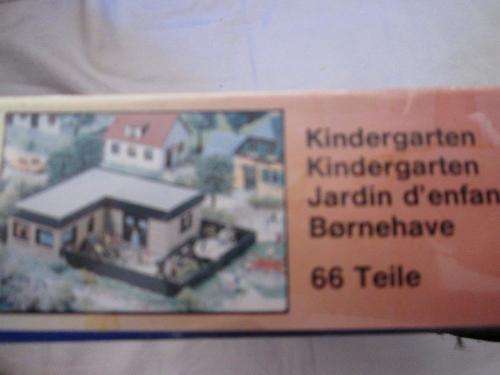 Kindergarten
Kindergarten
Jardin d'enfan
Børnehave
66 Teile